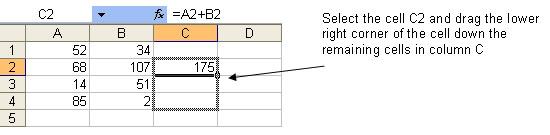 C2 fx =A2+B2
A B C D
1 52 34
2 68 107 175
3 14 51
4 85 2
5
Select the cell C2 and drag the lower
right corner of the cell down the
remaining cells in column C